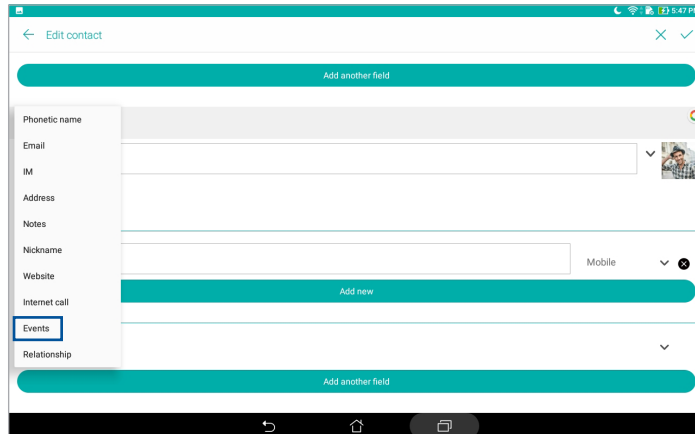 5:47 PM
Edit contact
Add another field
Phonetic name
Email
IM
Address
Notes
Nickname
Mobile
Website
Add new
Internet call
Events
Relationship
Add another field